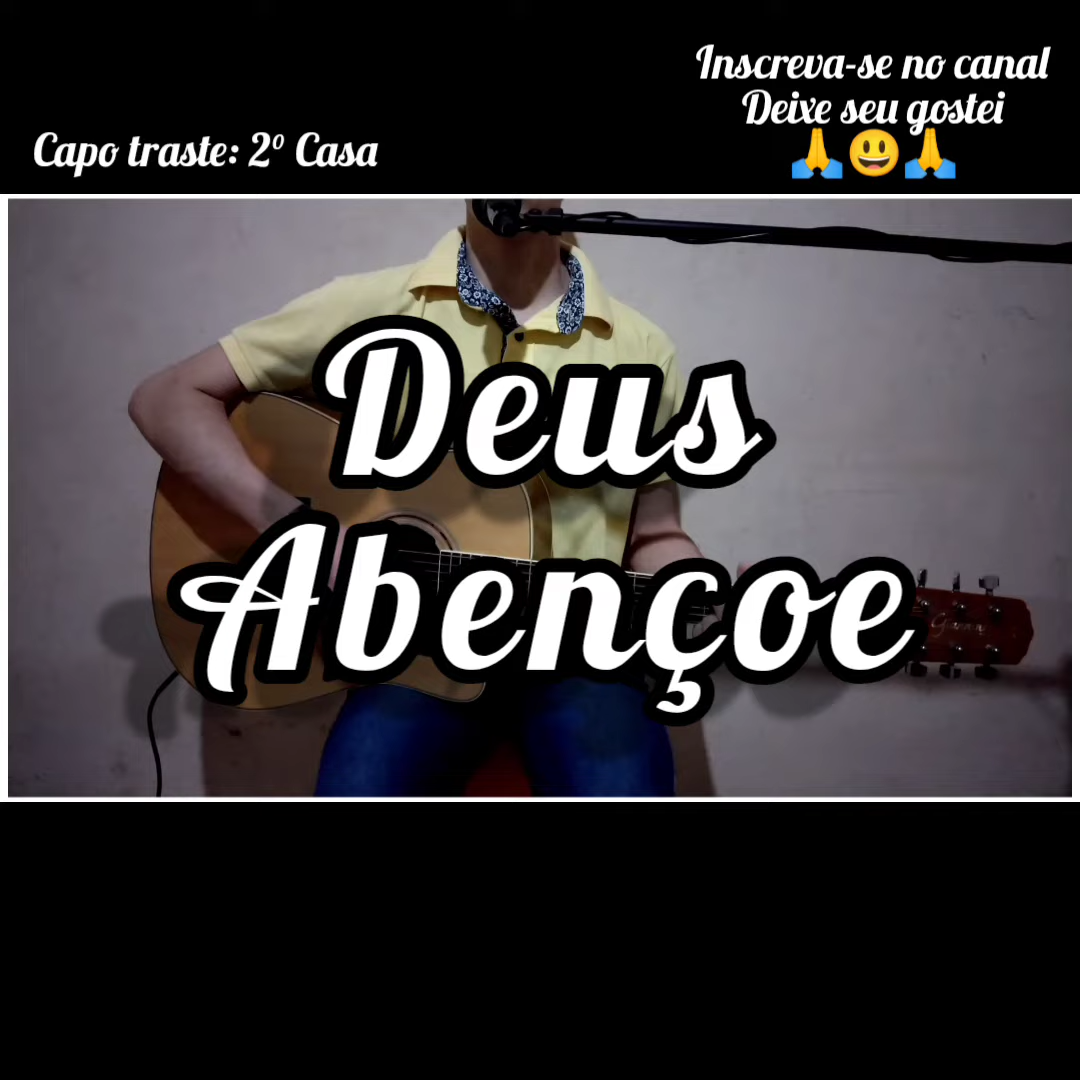 Inscreva-se no canal
Deixe seu gostei
🙏😃🙏
Capo traste: 2º Casa
Deus
Abençoe